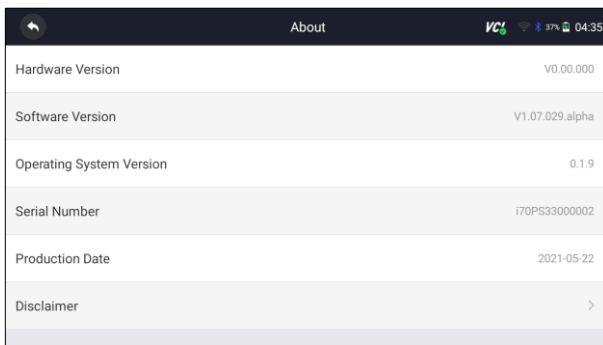 About
VCI 37% 04:35
Hardware Version V0.00.000
Software Version V1.07.029.alpha
Operating System Version 0.1.9
Serial Number i70PS33000002
Production Date 2021-05-22
Disclaimer